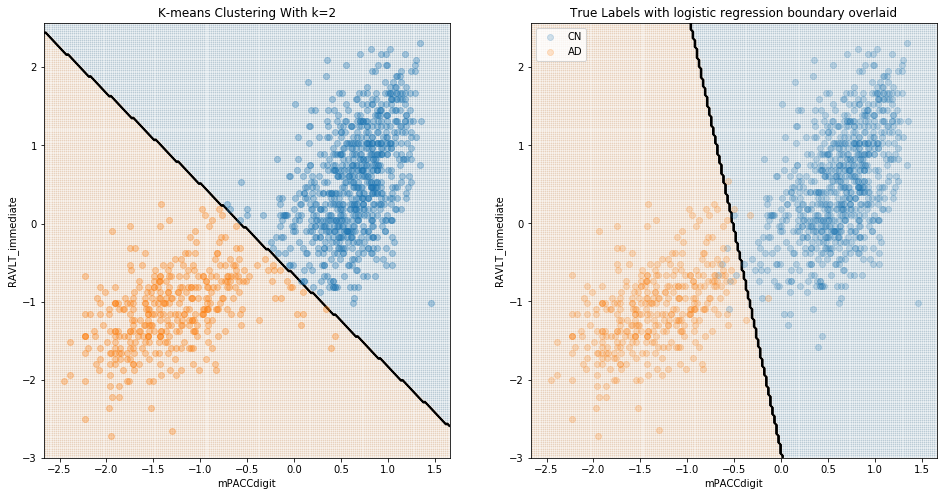 K-means Clustering With k=2
RAVLT_immediate
2
1
0
−1
−2
−3
−2.5 −2.0 −1.5 −1.0 −0.5 0.0 0.5 1.0 1.5
mPACCdigit
True Labels with logistic regression boundary overlaid
CN
AD
RAVLT_immediate
2
1
0
−1
−2
−3
−2.5 −2.0 −1.5 −1.0 −0.5 0.0 0.5 1.0 1.5
mPACCdigit